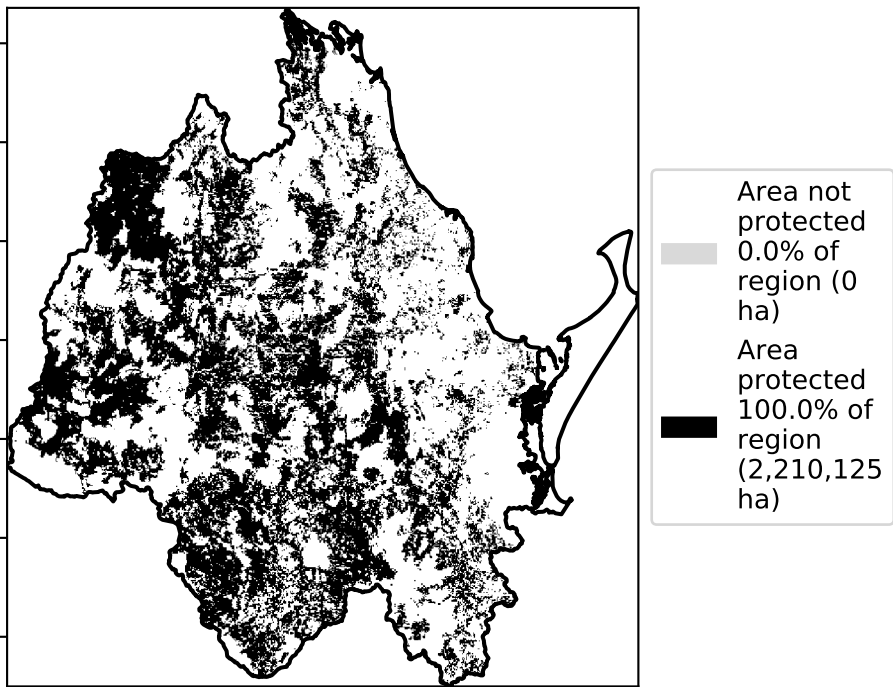 Area not
protected
0.0% of
region (0
ha)
Area
protected
100.0% of
region
(2,210,125
ha)